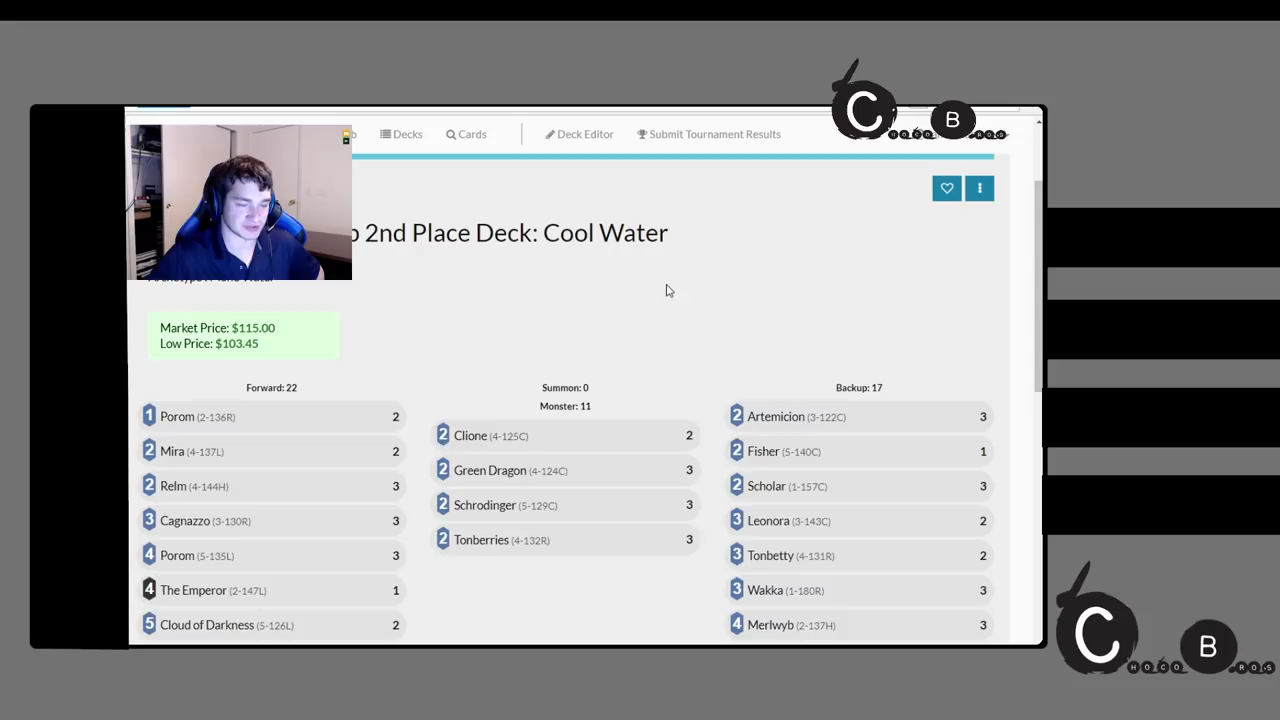 C
B
HOCO
ROS
b
Decks
Cards
Deck Editor
Submit Tournament Results
2nd Place Deck: Cool Water
Market Price: $115.00
Low Price: $103.45
Forward: 22
1 Porom (2-136R) 2
2 Mira (4-137L) 2
2 Relm (4-144H) 3
3 Cagnazzo (3-130R) 3
4 Porom (5-135L) 3
4 The Emperor (2-147L) 1
5 Cloud of Darkness (5-126L) 2
Summon: 0
Monster: 11
2 Clione (4-125C) 2
2 Green Dragon (4-124C) 3
2 Schrodinger (5-129C) 3
2 Tonberries (4-132R) 3
Backup: 17
2 Artemicion (3-122C) 3
2 Fisher (5-140C) 1
2 Scholar (1-157C) 3
3 Leonora (3-143C) 2
3 Tonbetty (4-131R) 2
3 Wakka (1-180R) 3
4 Merlwyb (2-137H) 3
C
HOCO
B
ROS